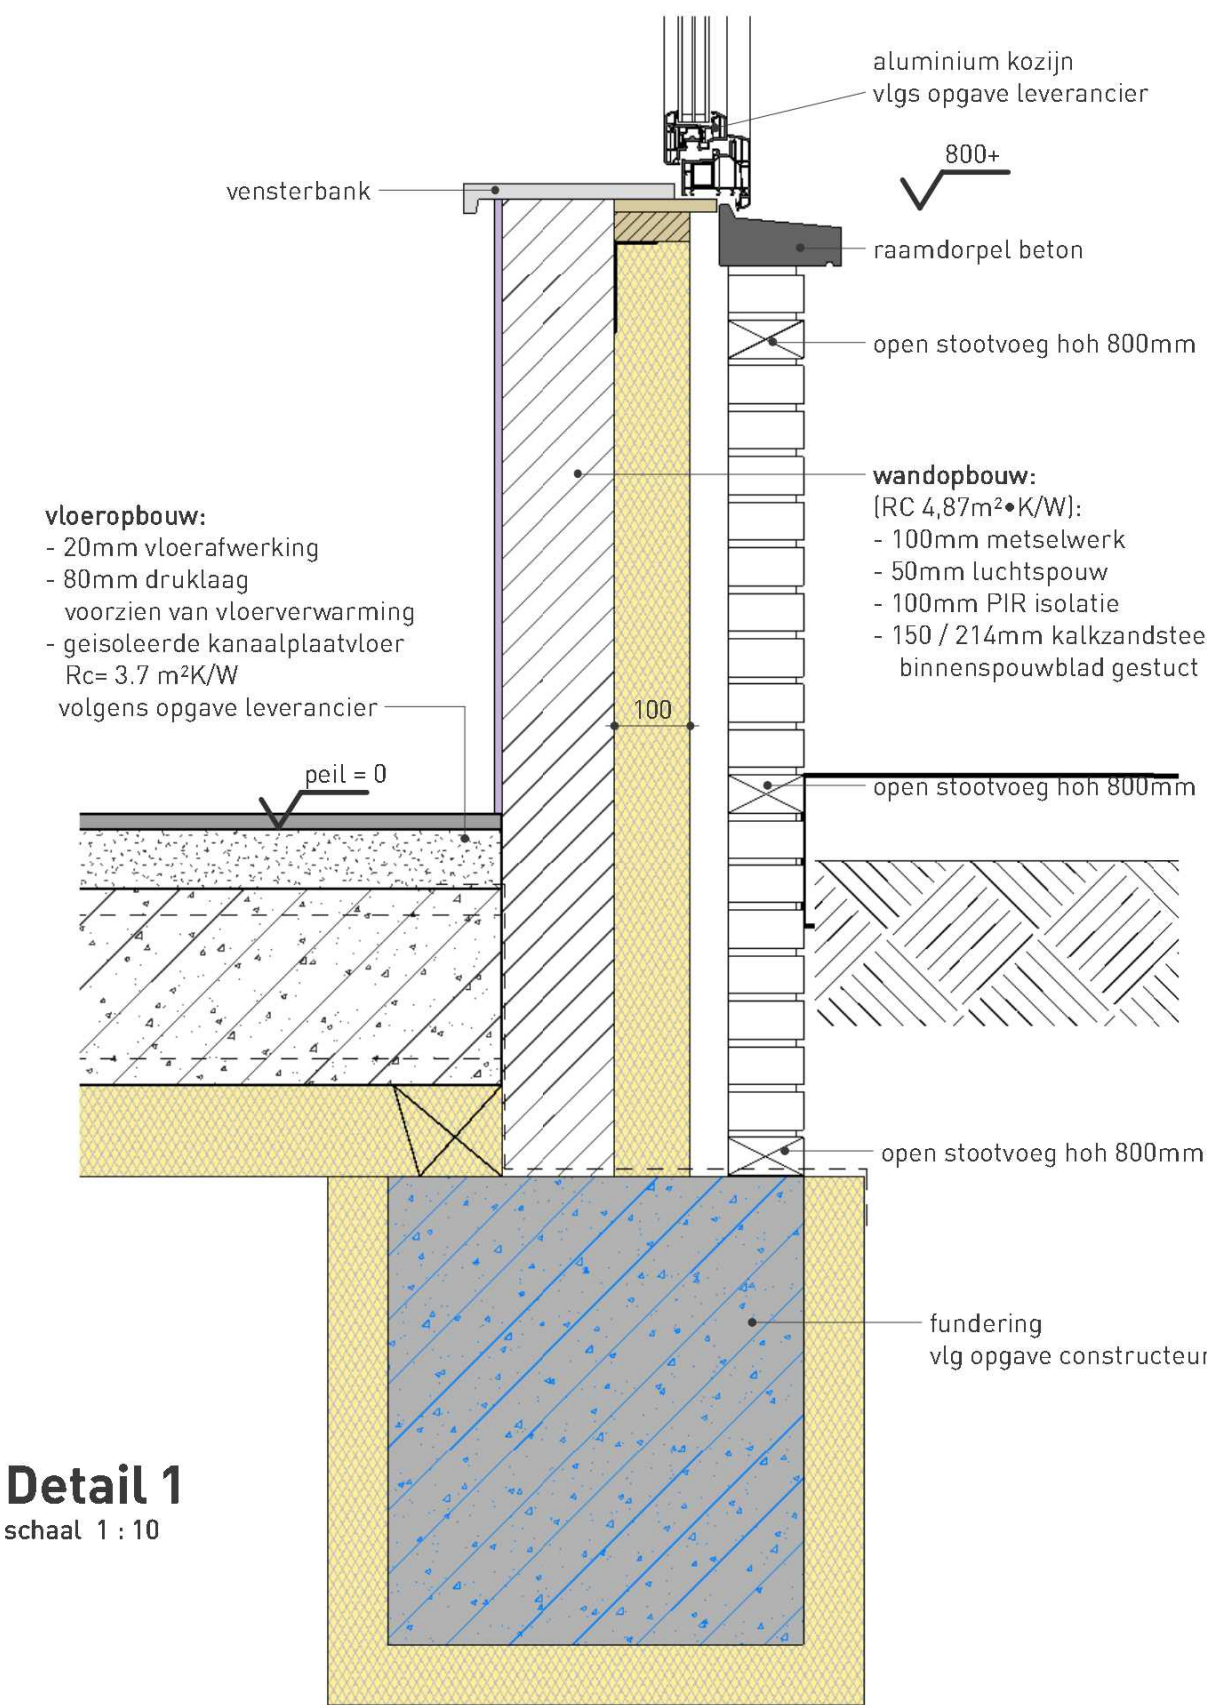 aluminium kozijn
vlgs opgave leverancier
800+
vensterbank
raamdorpel beton
open stootvoeg hoh 800mm
wandopbouw:
(RC 4,87m²•K/W):
- 100mm metselwerk
- 50mm luchtspouw
- 100mm PIR isolatie
- 150 / 214mm kalkzandstee
binnenspouwblad gestuct
vloeropbouw:
- 20mm vloerafwerking
- 80mm druklaag
voorzien van vloerverwarming
- geisoleerde kanaalplaatvloer
Rc= 3.7 m²K/W
volgens opgave leverancier
100
peil = 0
open stootvoeg hoh 800mm
open stootvoeg hoh 800mm
fundering
vlg opgave constructeur
Detail 1
schaal 1 : 10